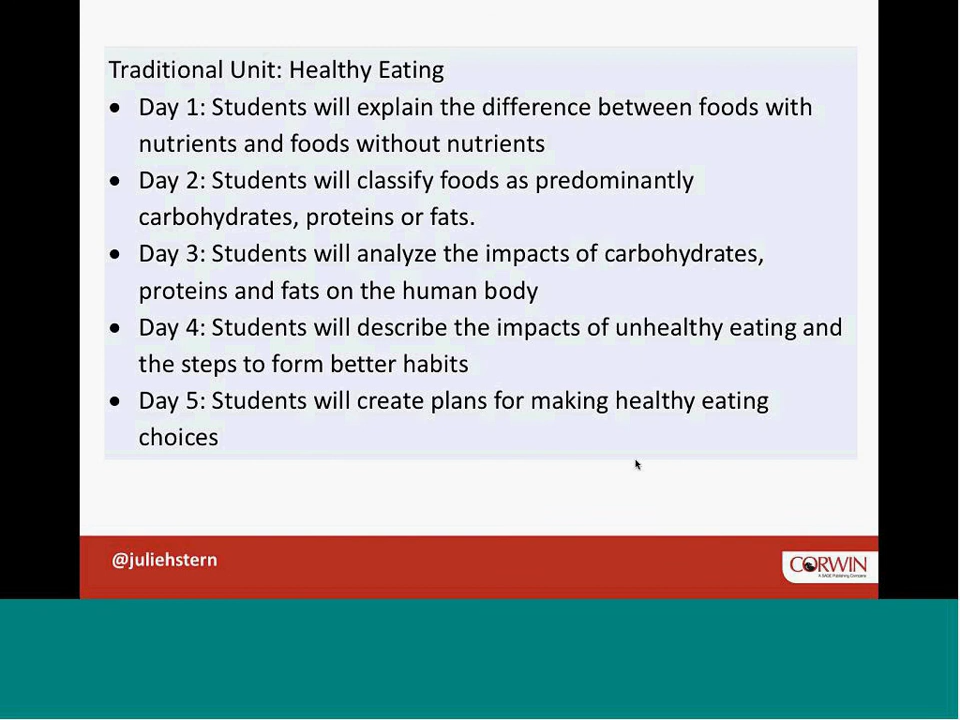 Traditional Unit: Healthy Eating
• Day 1: Students will explain the difference between foods with
nutrients and foods without nutrients
• Day 2: Students will classify foods as predominantly
carbohydrates, proteins or fats.
• Day 3: Students will analyze the impacts of carbohydrates,
proteins and fats on the human body
• Day 4: Students will describe the impacts of unhealthy eating and
the steps to form better habits
• Day 5: Students will create plans for making healthy eating
choices
@juliehstern
CORWIN
A SAGE Publishing Company